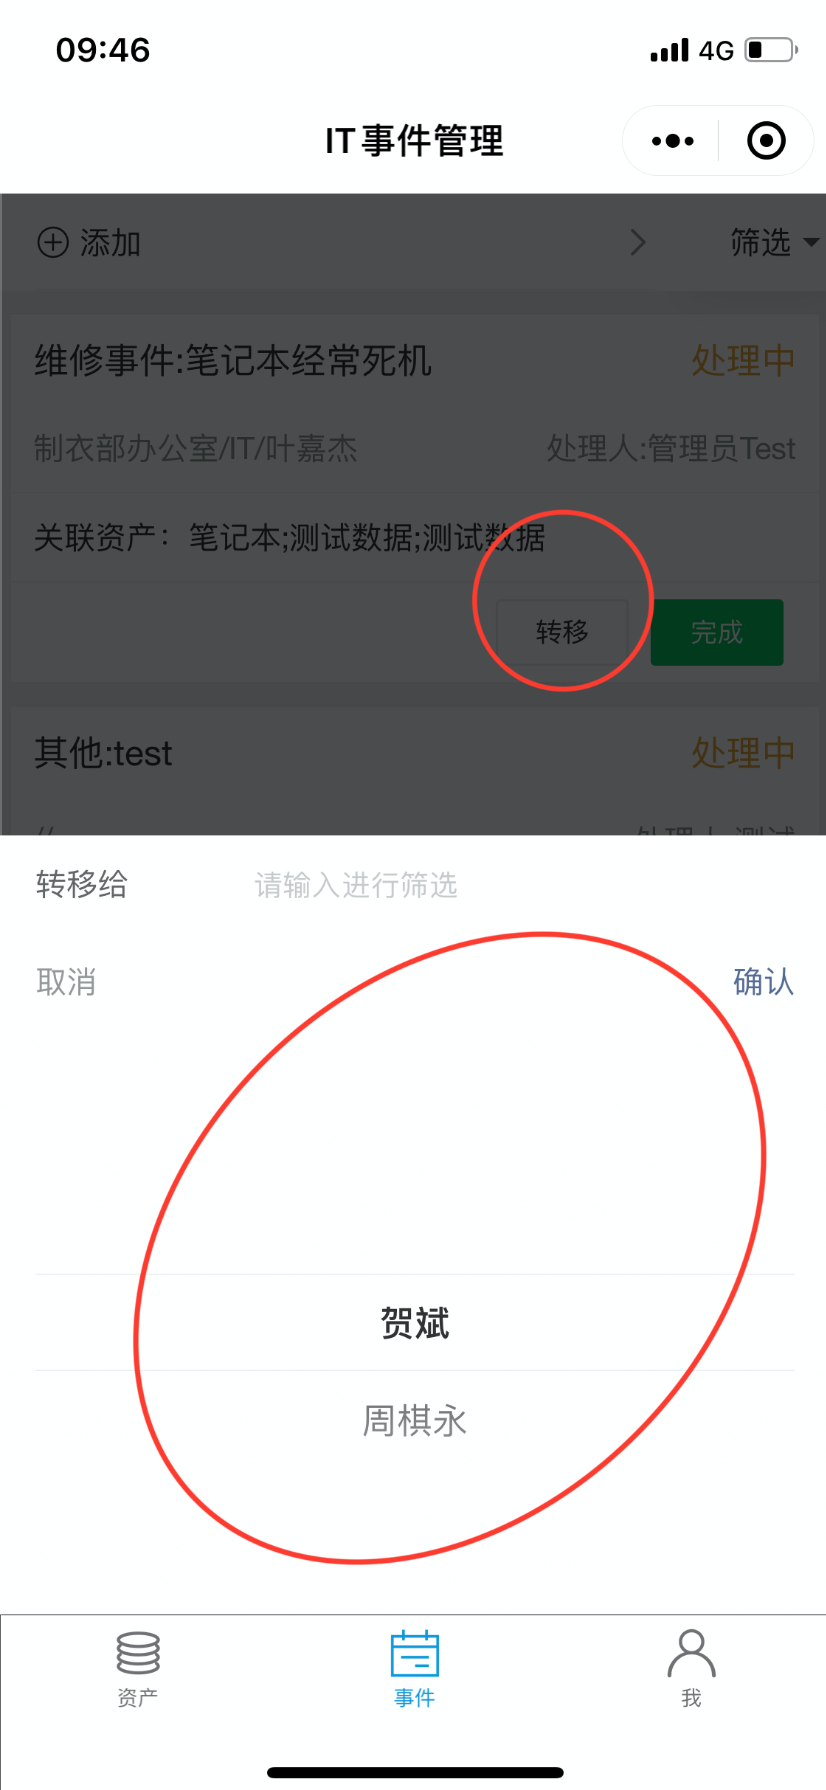 09:46 4G
IT事件管理
添加 筛选
维修事件:笔记本经常死机 处理中
制衣部办公室/IT/叶嘉杰 处理人:管理员Test
关联资产：笔记本;测试数据;测试数据
转移 完成
其他:test 处理中
// 处理人:测试
转移给 请输入进行筛选
取消 确认
贺斌
周棋永
资产 事件 我